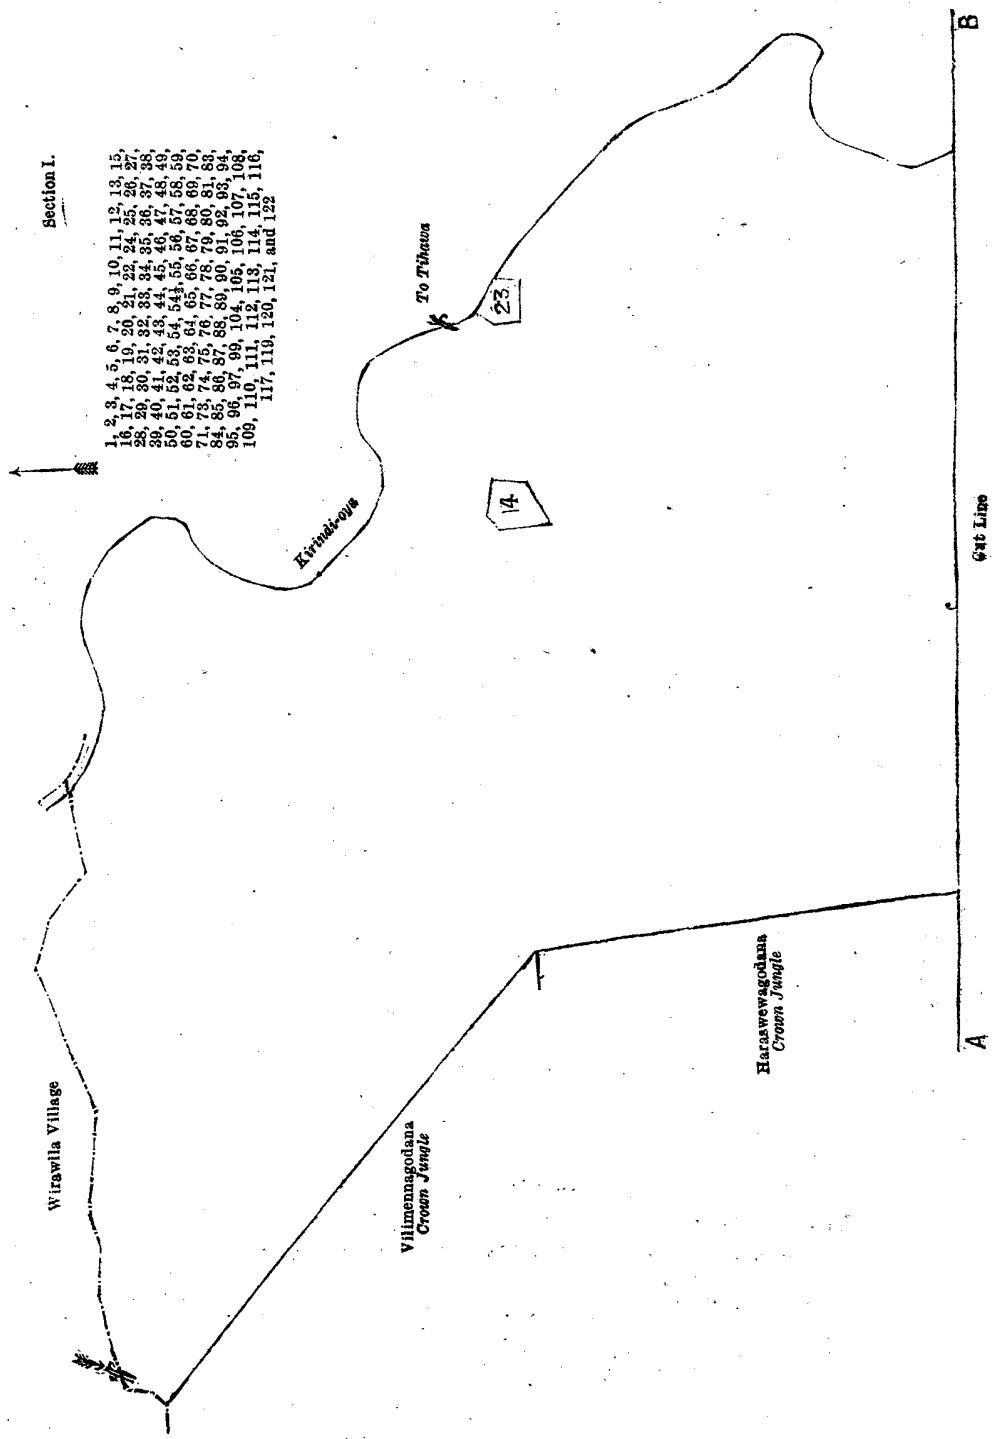 Section I.
1, 2, 3, 4, 5, 6, 7, 8, 9, 10, 11, 12, 13, 15,
16, 17, 18, 19, 20, 21, 22, 24, 25, 26, 27,
28, 29, 30, 31, 32, 33, 34, 35, 36, 37, 38,
39, 40, 41, 42, 43, 44, 45, 46, 47, 48, 49,
50, 51, 52, 53, 54, 54½, 55, 56, 57, 58, 59,
60, 61, 62, 63, 64, 65, 66, 67, 68, 69, 70,
71, 73, 74, 75, 76, 77, 78, 79, 80, 81, 83,
84, 85, 86, 87, 88, 89, 90, 91, 92, 93, 94,
95, 96, 97, 99, 104, 105, 106, 107, 108,
109, 110, 111, 112, 113, 114, 115, 116,
117, 119, 120, 121, and 122
Wirawila Village
Kirindi-oya
To Tihawa
23
14
Vilimennagodana
Crown Jungle
Haraswewagodana
Crown Jungle
A
Cut Line
B